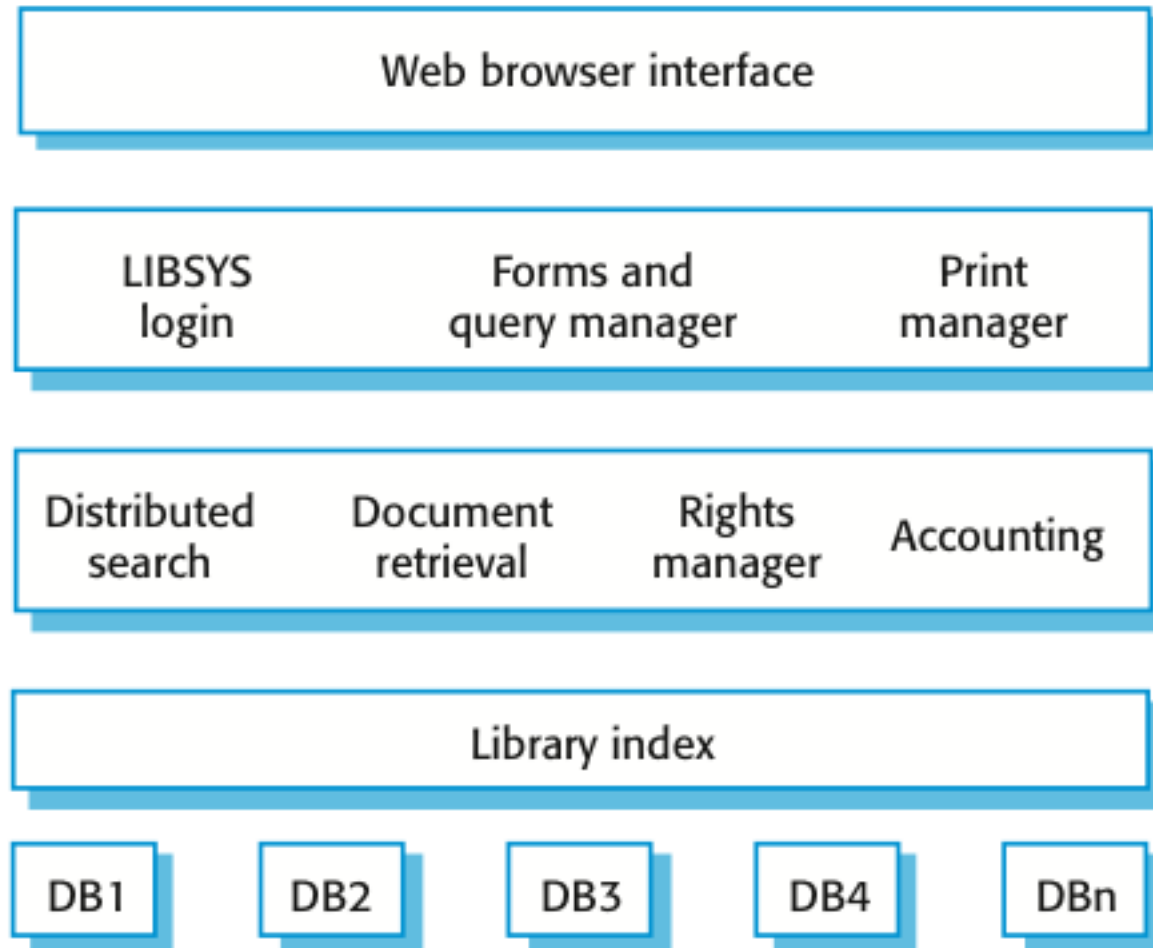 Web browser interface
LIBSYS
login
Forms and
query manager
Print
manager
Distributed
search
Document
retrieval
Rights
manager
Accounting
Library index
DB1
DB2
DB3
DB4
DBn